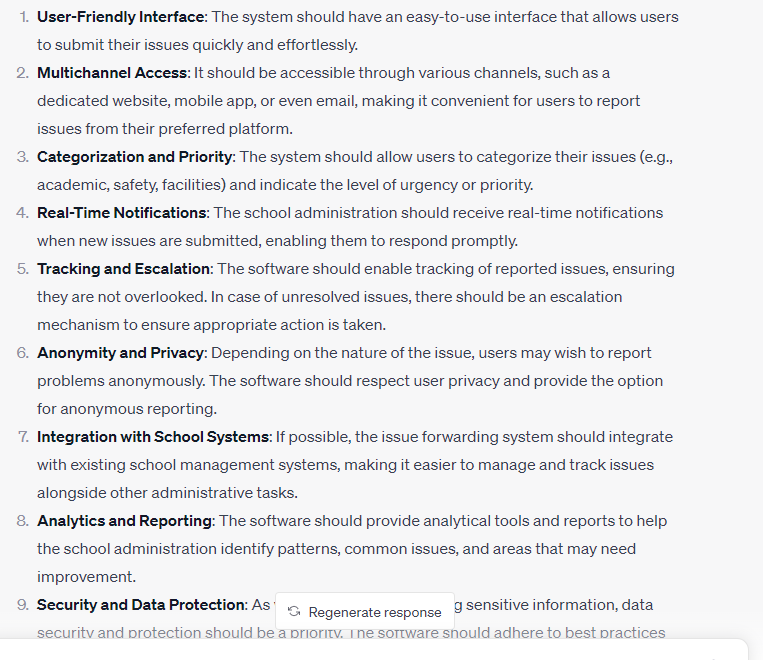 1. User-Friendly Interface: The system should have an easy-to-use interface that allows users
to submit their issues quickly and effortlessly.
2. Multichannel Access: It should be accessible through various channels, such as a
dedicated website, mobile app, or even email, making it convenient for users to report
issues from their preferred platform.
3. Categorization and Priority: The system should allow users to categorize their issues (e.g.,
academic, safety, facilities) and indicate the level of urgency or priority.
4. Real-Time Notifications: The school administration should receive real-time notifications
when new issues are submitted, enabling them to respond promptly.
5. Tracking and Escalation: The software should enable tracking of reported issues, ensuring
they are not overlooked. In case of unresolved issues, there should be an escalation
mechanism to ensure appropriate action is taken.
6. Anonymity and Privacy: Depending on the nature of the issue, users may wish to report
problems anonymously. The software should respect user privacy and provide the option
for anonymous reporting.
7. Integration with School Systems: If possible, the issue forwarding system should integrate
with existing school management systems, making it easier to manage and track issues
alongside other administrative tasks.
8. Analytics and Reporting: The software should provide analytical tools and reports to help
the school administration identify patterns, common issues, and areas that may need
improvement.
9. Security and Data Protection: As sensitive information, data
Regenerate response
security and protection should be a priority. The software should adhere to best practices